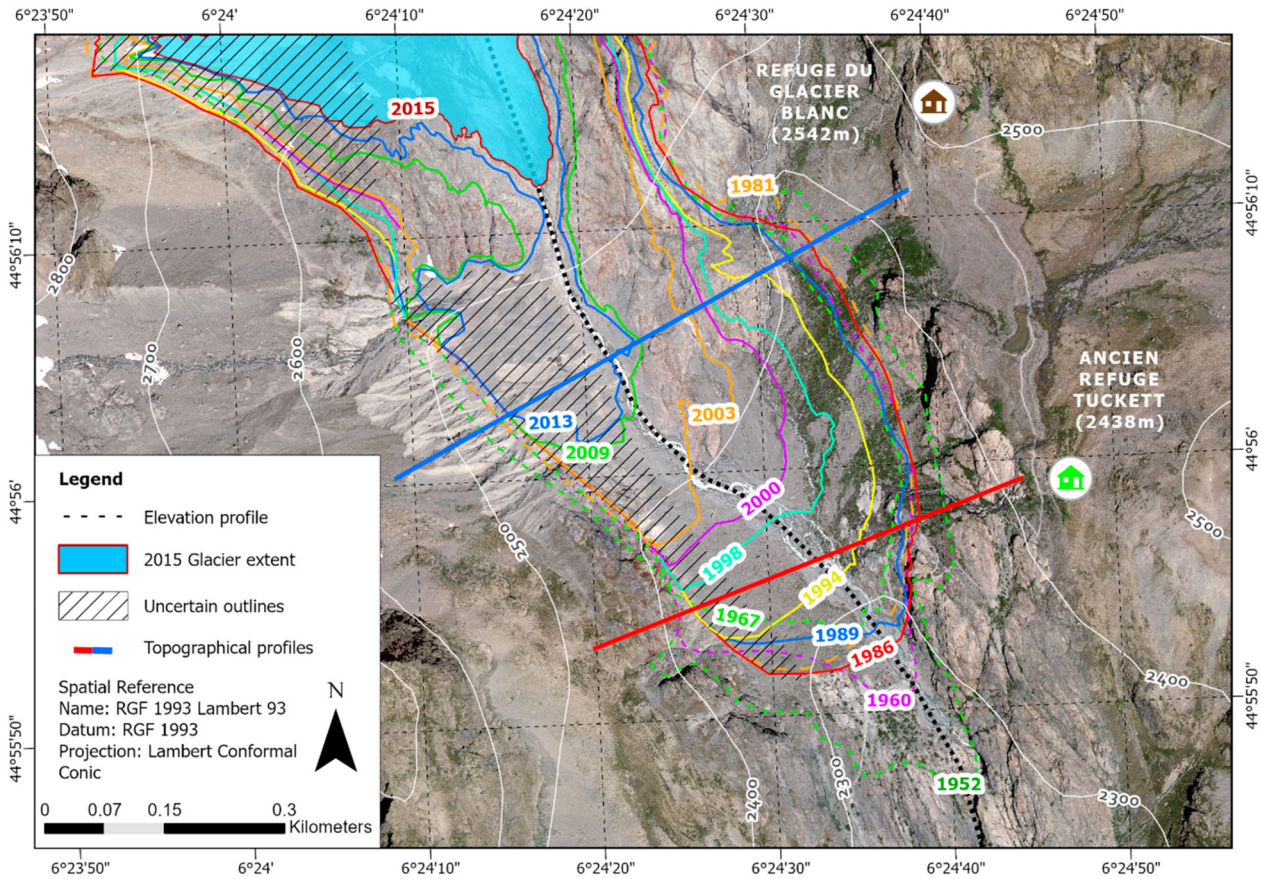 6°23'50"
6°24'
6°24'10"
6°24'20"
6°24'30"
6°24'40"
6°24'50"
REFUGE DU
GLACIER
BLANC
(2542m)
2500
2015
1981
44°56'10"
44°56'10"
2800
2700
2600
ANCIEN
REFUGE
TUCKETT
(2438m)
2003
2013
2009
44°56'
44°56'
2000
2500
2500
1998
1994
1967
1989
1986
1960
2400
44°55'50"
44°55'50"
1952
2400
2300
2300
Legend
Elevation profile
2015 Glacier extent
Uncertain outlines
Topographical profiles
Spatial Reference
Name: RGF 1993 Lambert 93
Datum: RGF 1993
Projection: Lambert Conformal
Conic
N
0 0.07 0.15 0.3
Kilometers
6°23'50"
6°24'
6°24'10"
6°24'20"
6°24'30"
6°24'40"
6°24'50"